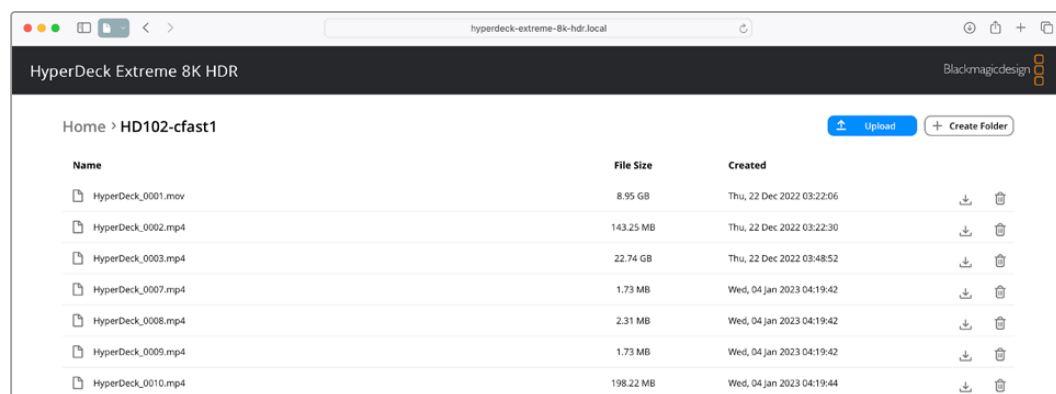 hyperdeck-extreme-8k-hdr.local
HyperDeck Extreme 8K HDR
Blackmagicdesign
Home > HD102-cfast1
Upload
+ Create Folder
Name File Size Created
HyperDeck_0001.mov 8.95 GB Thu, 22 Dec 2022 03:22:06
HyperDeck_0002.mp4 143.25 MB Thu, 22 Dec 2022 03:22:30
HyperDeck_0003.mp4 22.74 GB Thu, 22 Dec 2022 03:48:52
HyperDeck_0007.mp4 1.73 MB Wed, 04 Jan 2023 04:19:42
HyperDeck_0008.mp4 2.31 MB Wed, 04 Jan 2023 04:19:42
HyperDeck_0009.mp4 1.73 MB Wed, 04 Jan 2023 04:19:42
HyperDeck_0010.mp4 198.22 MB Wed, 04 Jan 2023 04:19:44